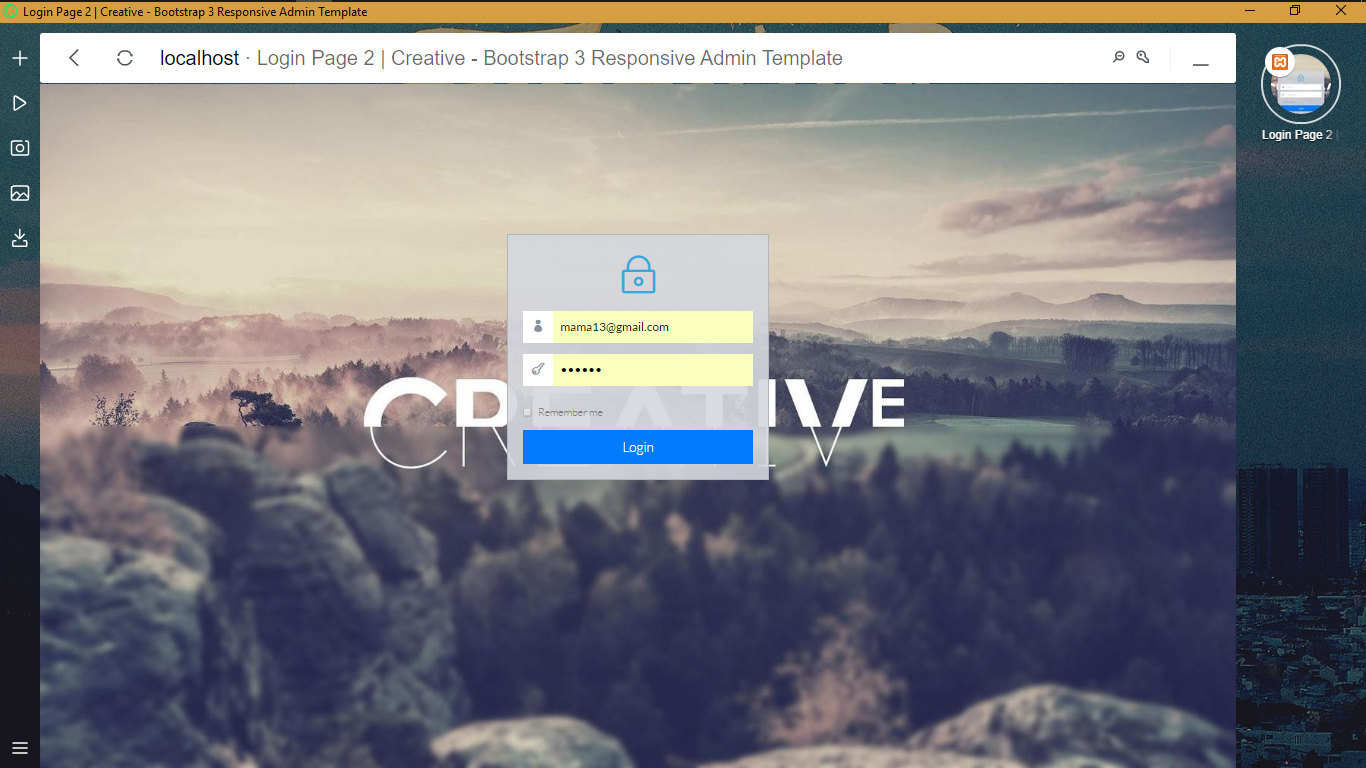 Login Page 2 | Creative - Bootstrap 3 Responsive Admin Template
localhost · Login Page 2 | Creative - Bootstrap 3 Responsive Admin Template
Login Page 2 |
mama13@gmail.com
••••••
CREATIVE
Remember me
Login